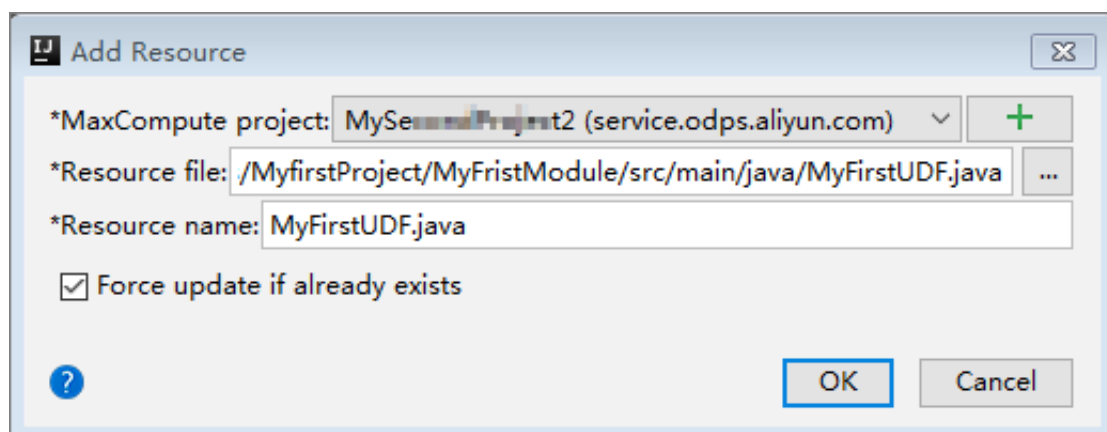 IJ Add Resource
*MaxCompute project: (service.odps.aliyun.com)
*Resource file: ./MyfirstProject/MyFristModule/src/main/java/MyFirstUDF.java ...
*Resource name: MyFirstUDF.java
Force update if already exists
?
OK Cancel